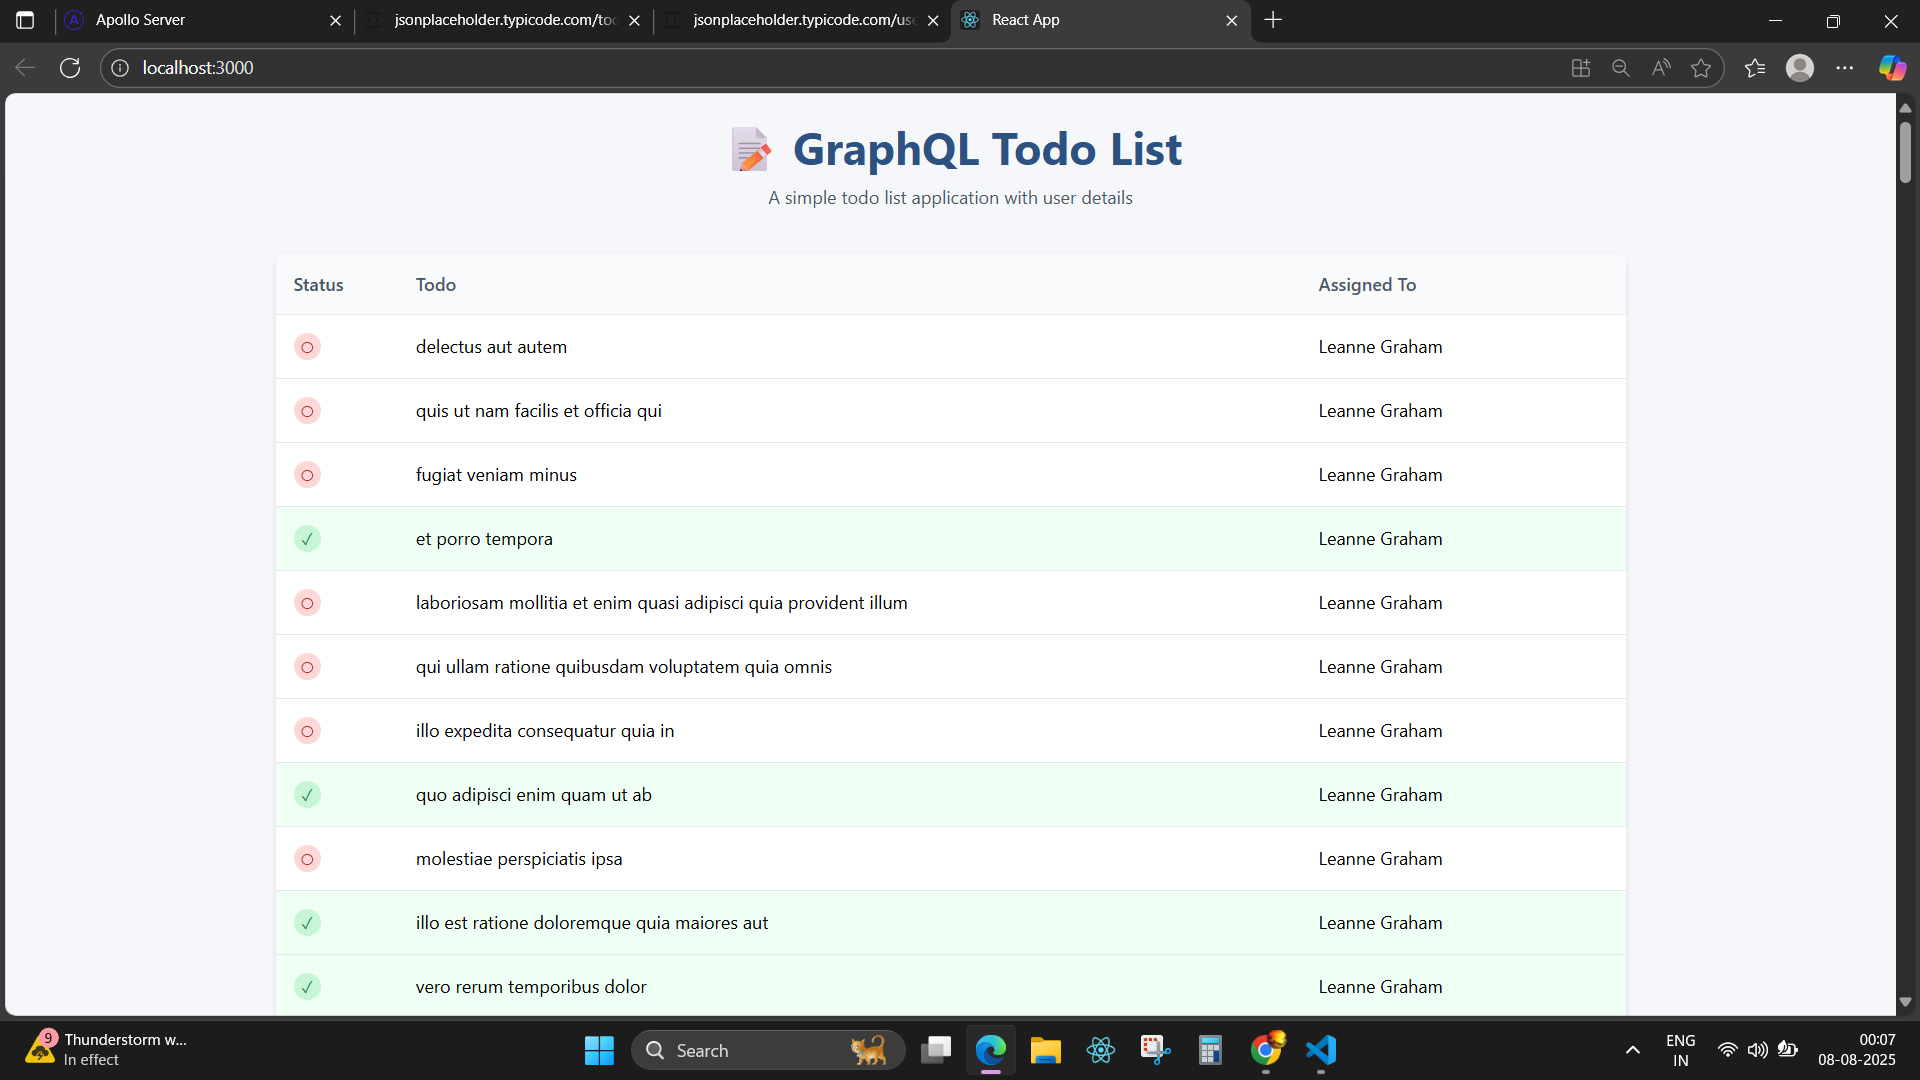 Apollo Server
jsonplaceholder.typicode.com/too
jsonplaceholder.typicode.com/use
React App
localhost:3000
GraphQL Todo List
A simple todo list application with user details
Status Todo Assigned To
delectus aut autem Leanne Graham
quis ut nam facilis et officia qui Leanne Graham
fugiat veniam minus Leanne Graham
✓ et porro tempora Leanne Graham
laboriosam mollitia et enim quasi adipisci quia provident illum Leanne Graham
qui ullam ratione quibusdam voluptatem quia omnis Leanne Graham
illo expedita consequatur quia in Leanne Graham
✓ quo adipisci enim quam ut ab Leanne Graham
molestiae perspiciatis ipsa Leanne Graham
✓ illo est ratione doloremque quia maiores aut Leanne Graham
✓ vero rerum temporibus dolor Leanne Graham
9
Thunderstorm w...
In effect
Search
ENG
IN
00:07
08-08-2025